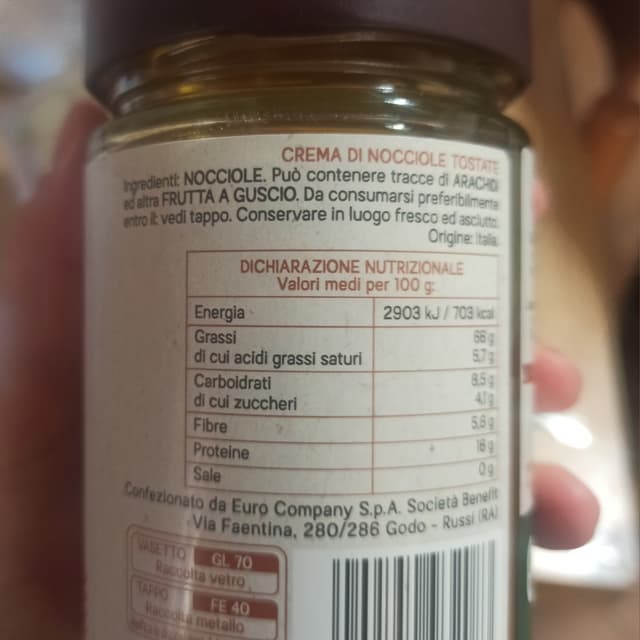 CREMA DI NOCCIOLE TOSTATE
Ingredienti: NOCCIOLE. Può contenere tracce di ARACHIDI
ed altra FRUTTA A GUSCIO. Da consumarsi preferibilmente
entro il: vedi tappo. Conservare in luogo fresco ed asciutto.
Origine: Italia.
DICHIARAZIONE NUTRIZIONALE
Valori medi per 100 g:
Energia 2903 kJ / 703 kcal
Grassi 66 g
di cui acidi grassi saturi 5,7 g
Carboidrati 8,5 g
di cui zuccheri 4,1 g
Fibre 5,8 g
Proteine 16 g
Sale 0 g
Confezionato da Euro Company S.p.A. Società Benefit
Via Faentina, 280/286 Godo - Russi (RA)
VASETTO GL 70
Raccolta vetro
TAPPO FE 40
Raccolta metallo